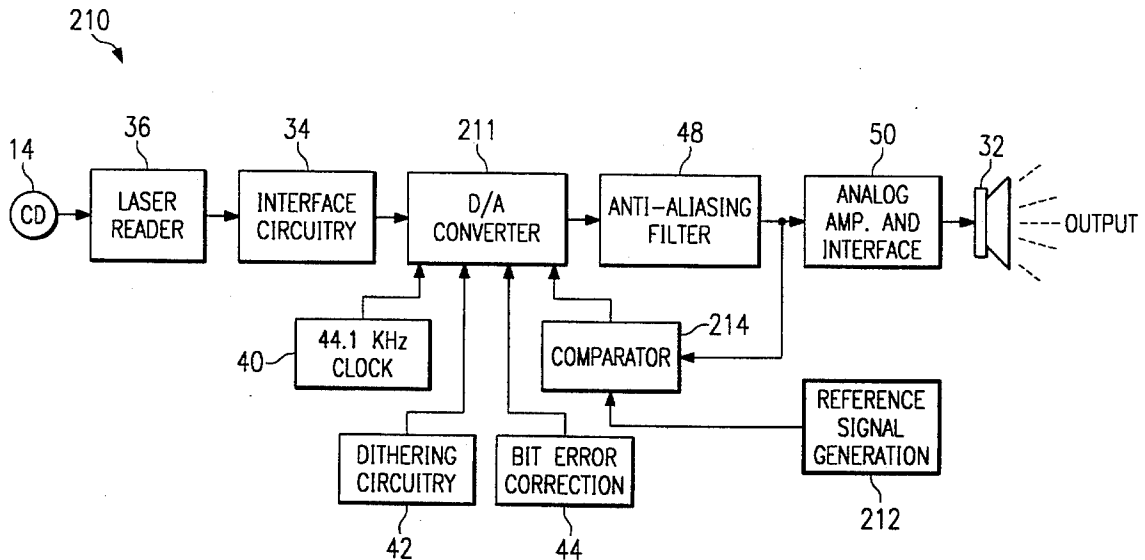 210
14
CD
36
LASER
READER
34
INTERFACE
CIRCUITRY
211
D/A
CONVERTER
48
ANTI-ALIASING
FILTER
50
ANALOG
AMP. AND
INTERFACE
32
OUTPUT
40
44.1 KHz
CLOCK
214
COMPARATOR
DITHERING
CIRCUITRY
42
BIT ERROR
CORRECTION
44
REFERENCE
SIGNAL
GENERATION
212